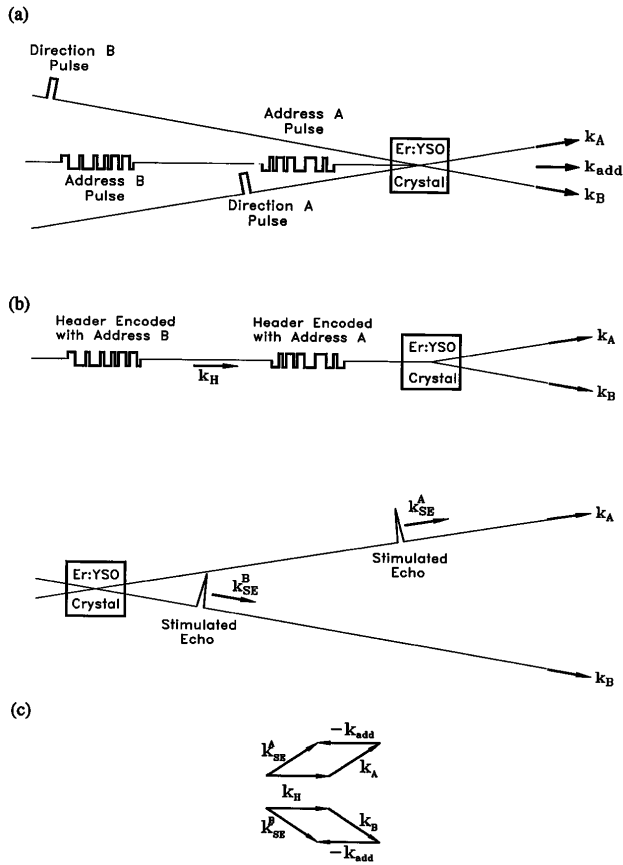 (a)
Direction B
Pulse
Address A
Pulse
Er:YSO
Crystal
k_A
k_add
k_B
Address B
Pulse
Direction A
Pulse
(b)
Header Encoded
with Address B
Header Encoded
with Address A
k_H
Er:YSO
Crystal
k_A
k_B
k_SE^A
k_A
Stimulated
Echo
Er:YSO
Crystal
k_SE^B
Stimulated
Echo
k_B
(c)
-k_add
k_SE^A
k_A
k_H
k_SE^B
k_B
-k_add